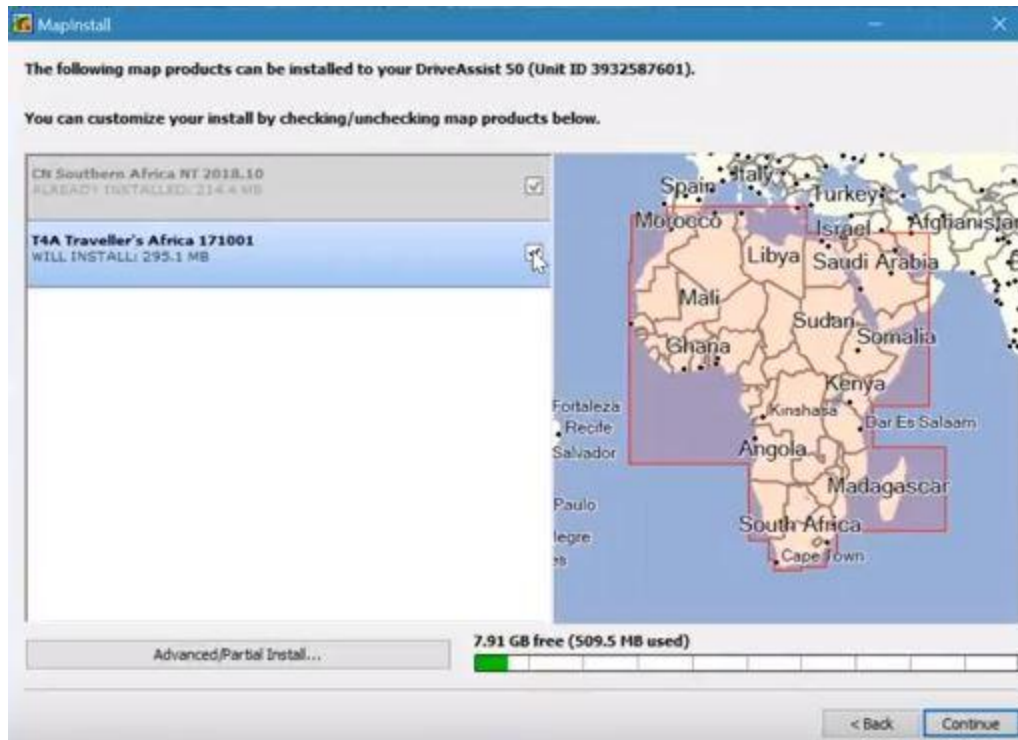 MapInstall
The following map products can be installed to your DriveAssist 50 (Unit ID 3932587601).
You can customize your install by checking/unchecking map products below.
CN Southern Africa NT 2018.10
ALREADY INSTALLED: 214.4 MB
T4A Traveller's Africa 171001
WILL INSTALL: 295.1 MB
Spain
Italy
Turkey
Morocco
Israel
Afghanistan
Libya
Saudi Arabia
Mali
Sudan
Somalia
Ghana
Kenya
Fortaleza
Kinshasa
Dar Es Salaam
Recife
Salvador
Angola
Madagascar
Paulo
South Africa
legre
Cape Town
es
Advanced/Partial Install...
7.91 GB free (509.5 MB used)
< Back
Continue